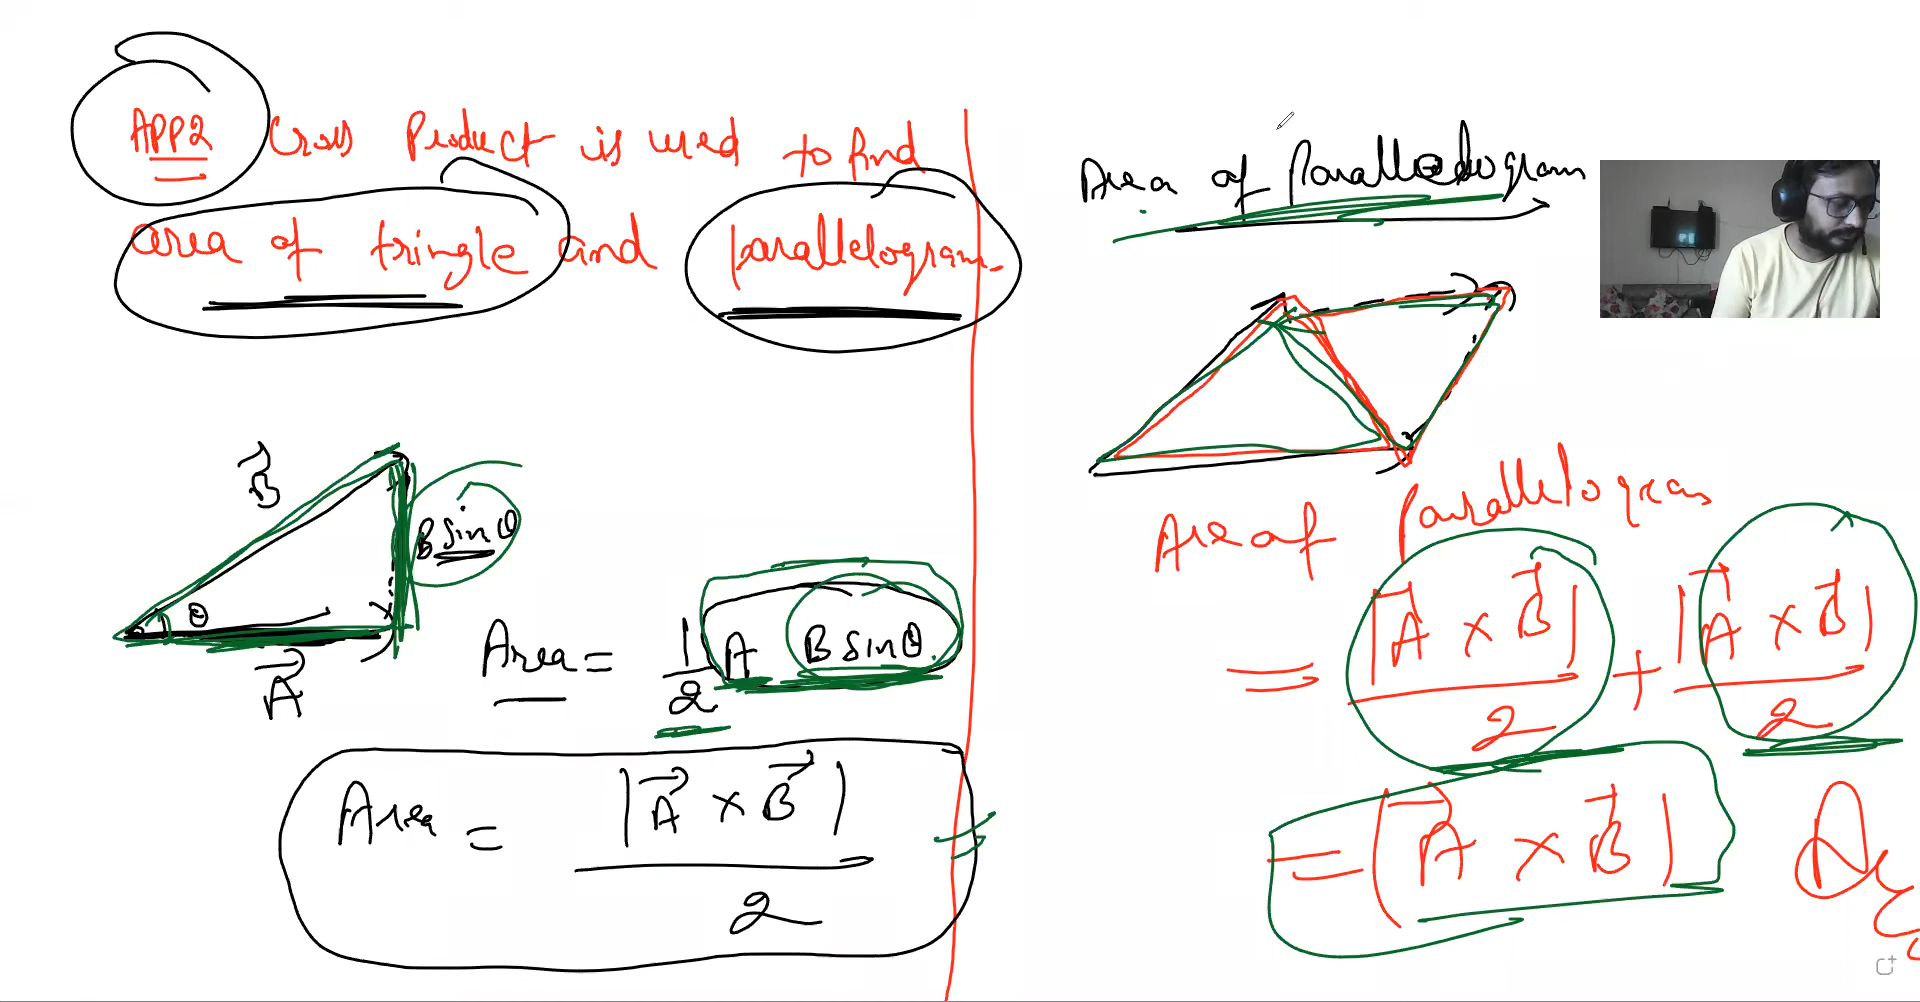 APP2 Cross Product is used to find
area of tringle and parallelogram.
B⃗
B sinθ
θ
A⃗
Area = 1/2 A B sinθ
Area = |A⃗ × B⃗| / 2
Area of Parallelogram
Area of Parallelogram
= |A⃗ × B⃗| / 2 + |A⃗ × B⃗| / 2
= |A⃗ × B⃗|